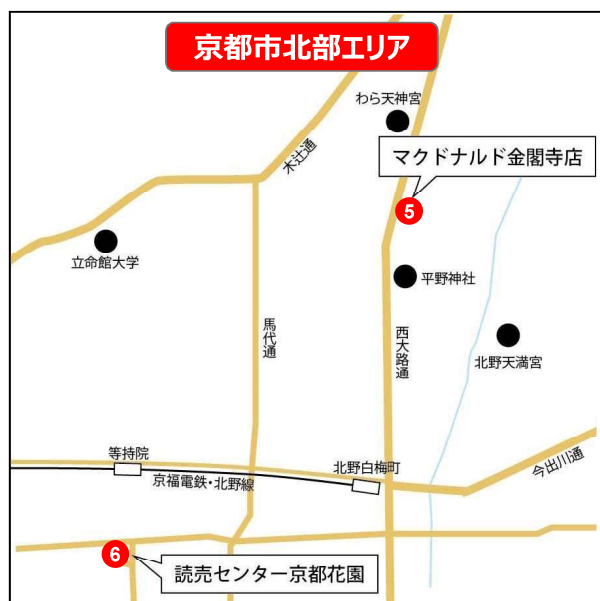 京都市北部エリア
わら天神宮
木辻通
マクドナルド金閣寺店
5
立命館大学
平野神社
馬代通
西大路通
北野天満宮
等持院
北野白梅町
今出川通
京福電鉄・北野線
6
読売センター京都花園